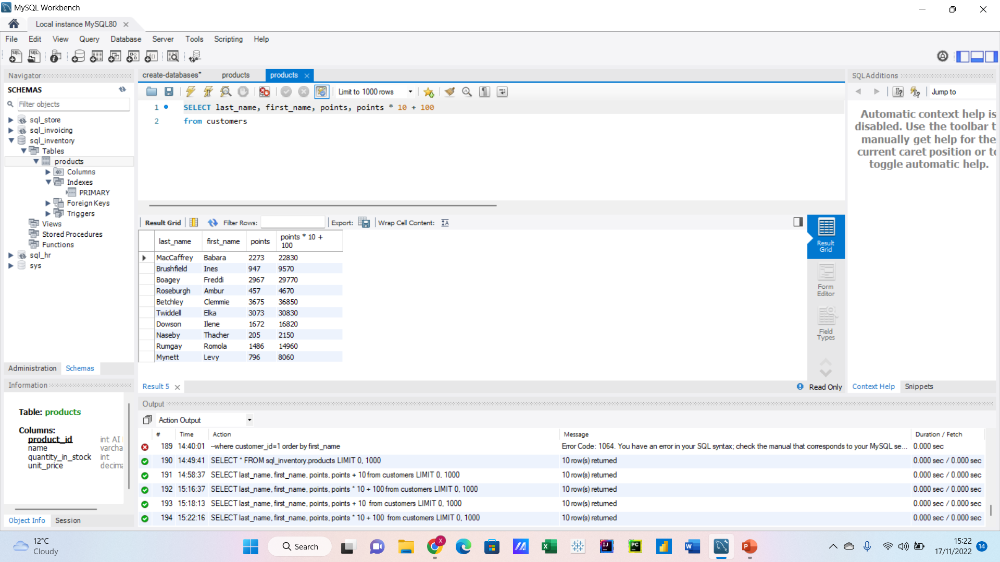 MySQL Workbench
Local instance MySQL80
File Edit View Query Database Server Tools Scripting Help
Navigator
SCHEMAS
Filter objects
sql_store
sql_invoicing
sql_inventory
Tables
products
Columns
Indexes
PRIMARY
Foreign Keys
Triggers
Views
Stored Procedures
Functions
sql_hr
sys
Administration Schemas
Information
Table: products
Columns:
product_id int AI
name varcha
quantity_in_stock int
unit_price decima
Object Info Session
create-databases* products products
Limit to 1000 rows
1 SELECT last_name, first_name, points, points * 10 + 100
2 from customers
Result Grid Filter Rows: Export: Wrap Cell Content:
last_name first_name points points * 10 + 100
MacCaffrey Babara 2273 22830
Brushfield Ines 947 9570
Boagey Freddi 2967 29770
Roseburgh Ambur 457 4670
Betchley Clemmie 3675 36850
Twiddell Elka 3073 30830
Dowson Ilene 1672 16820
Naseby Thacher 205 2150
Rumgay Romola 1486 14960
Mynett Levy 796 8060
Result Grid
Form Editor
Field Types
Result 5
Read Only
SQLAdditions
Jump to
Automatic context help is
disabled. Use the toolbar t
manually get help for the
current caret position or to
toggle automatic help.
Context Help Snippets
Output
Action Output
# Time Action Message Duration / Fetch
189 14:40:01 --where customer_id=1 order by first_name Error Code: 1064. You have an error in your SQL syntax; check the manual that corresponds to your MySQL se... 0.000 sec
190 14:49:41 SELECT * FROM sql_inventory.products LIMIT 0, 1000 10 row(s) returned 0.000 sec / 0.000 sec
191 14:58:37 SELECT last_name, first_name, points, points + 10 from customers LIMIT 0, 1000 10 row(s) returned 0.000 sec / 0.000 sec
192 15:16:37 SELECT last_name, first_name, points, points * 10 + 100 from customers LIMIT 0, 1000 10 row(s) returned 0.000 sec / 0.000 sec
193 15:18:13 SELECT last_name, first_name, points, points + 10 from customers LIMIT 0, 1000 10 row(s) returned 0.000 sec / 0.000 sec
194 15:22:16 SELECT last_name, first_name, points, points * 10 + 100 from customers LIMIT 0, 1000 10 row(s) returned 0.000 sec / 0.000 sec
12°C
Cloudy
Search
15:22
17/11/2022
14